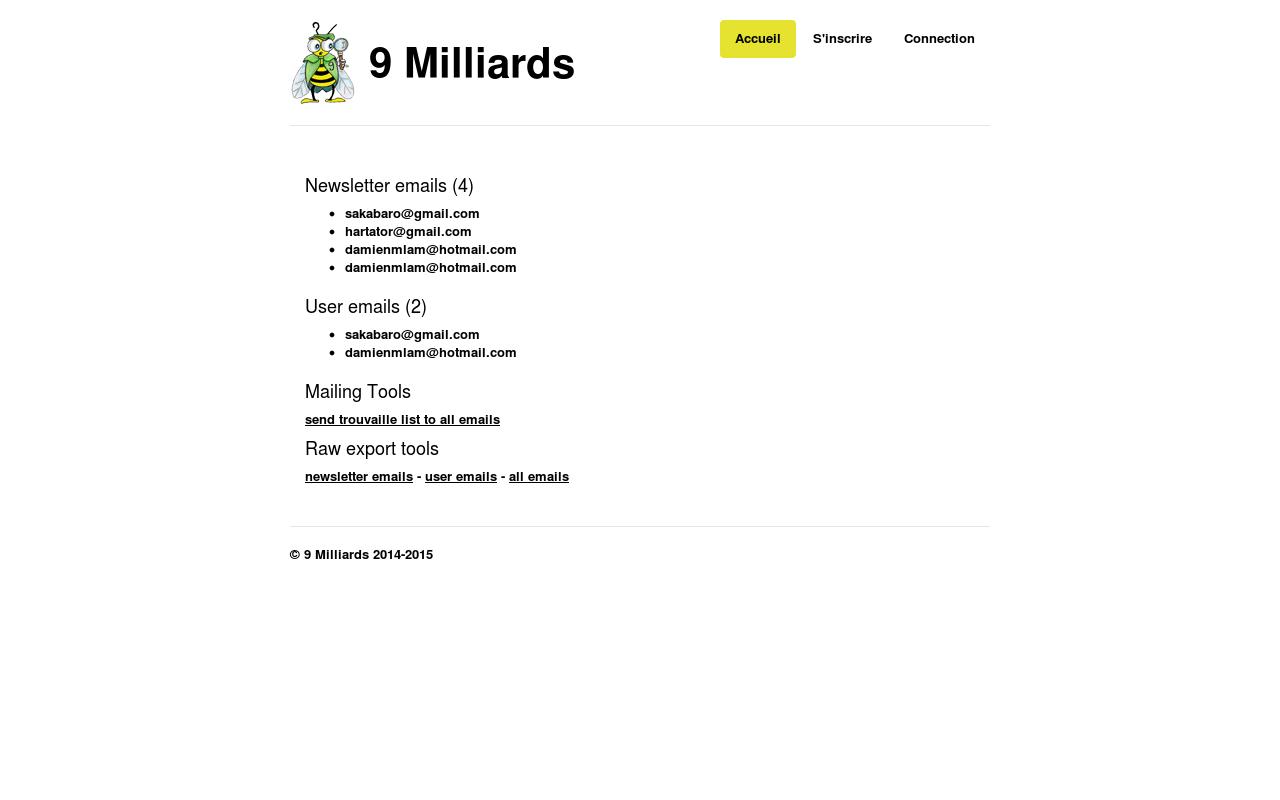 9 Milliards
Accueil S'inscrire Connection
Newsletter emails (4)
sakabaro@gmail.com
hartator@gmail.com
damienmlam@hotmail.com
damienmlam@hotmail.com
User emails (2)
sakabaro@gmail.com
damienmlam@hotmail.com
Mailing Tools
send trouvaille list to all emails
Raw export tools
newsletter emails - user emails - all emails
© 9 Milliards 2014-2015